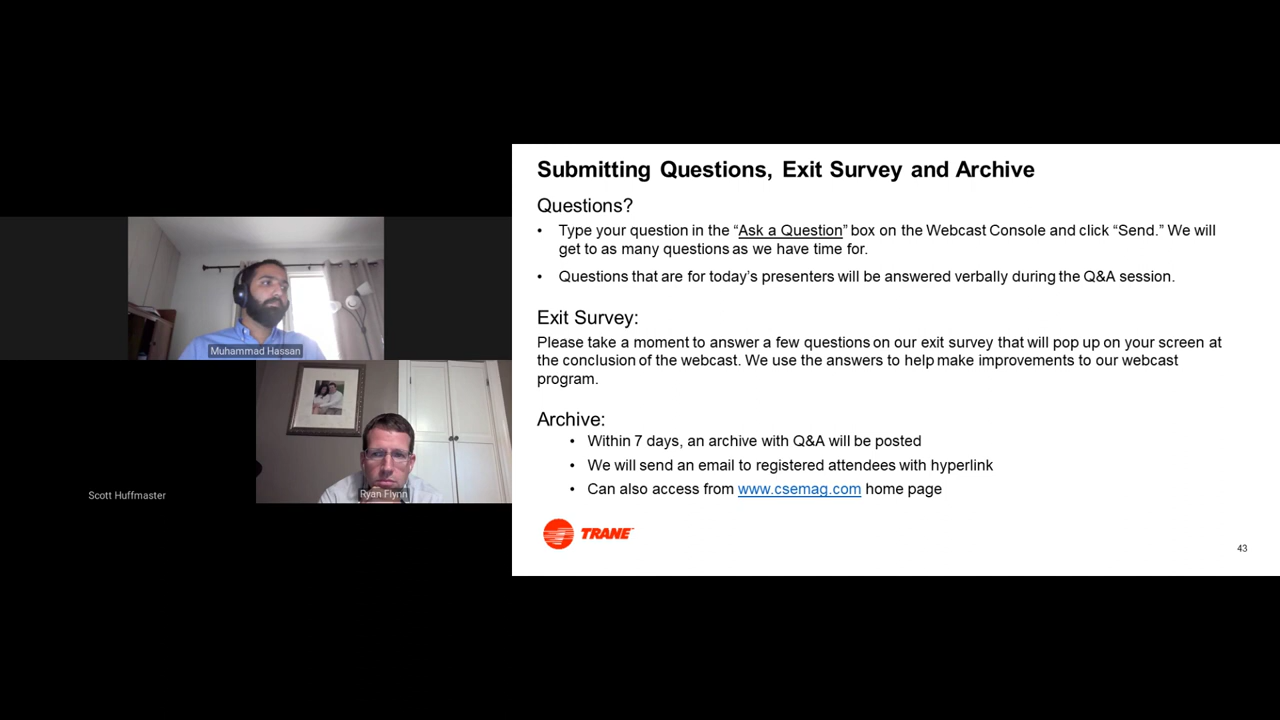 Submitting Questions, Exit Survey and Archive
Questions?
• Type your question in the “Ask a Question” box on the Webcast Console and click “Send.” We will
get to as many questions as we have time for.
• Questions that are for today’s presenters will be answered verbally during the Q&A session.
Exit Survey:
Please take a moment to answer a few questions on our exit survey that will pop up on your screen at
the conclusion of the webcast. We use the answers to help make improvements to our webcast
program.
Archive:
• Within 7 days, an archive with Q&A will be posted
• We will send an email to registered attendees with hyperlink
• Can also access from www.csemag.com home page
TRANE
43
Muhammad Hassan
Scott Huffmaster
Ryan Flynn